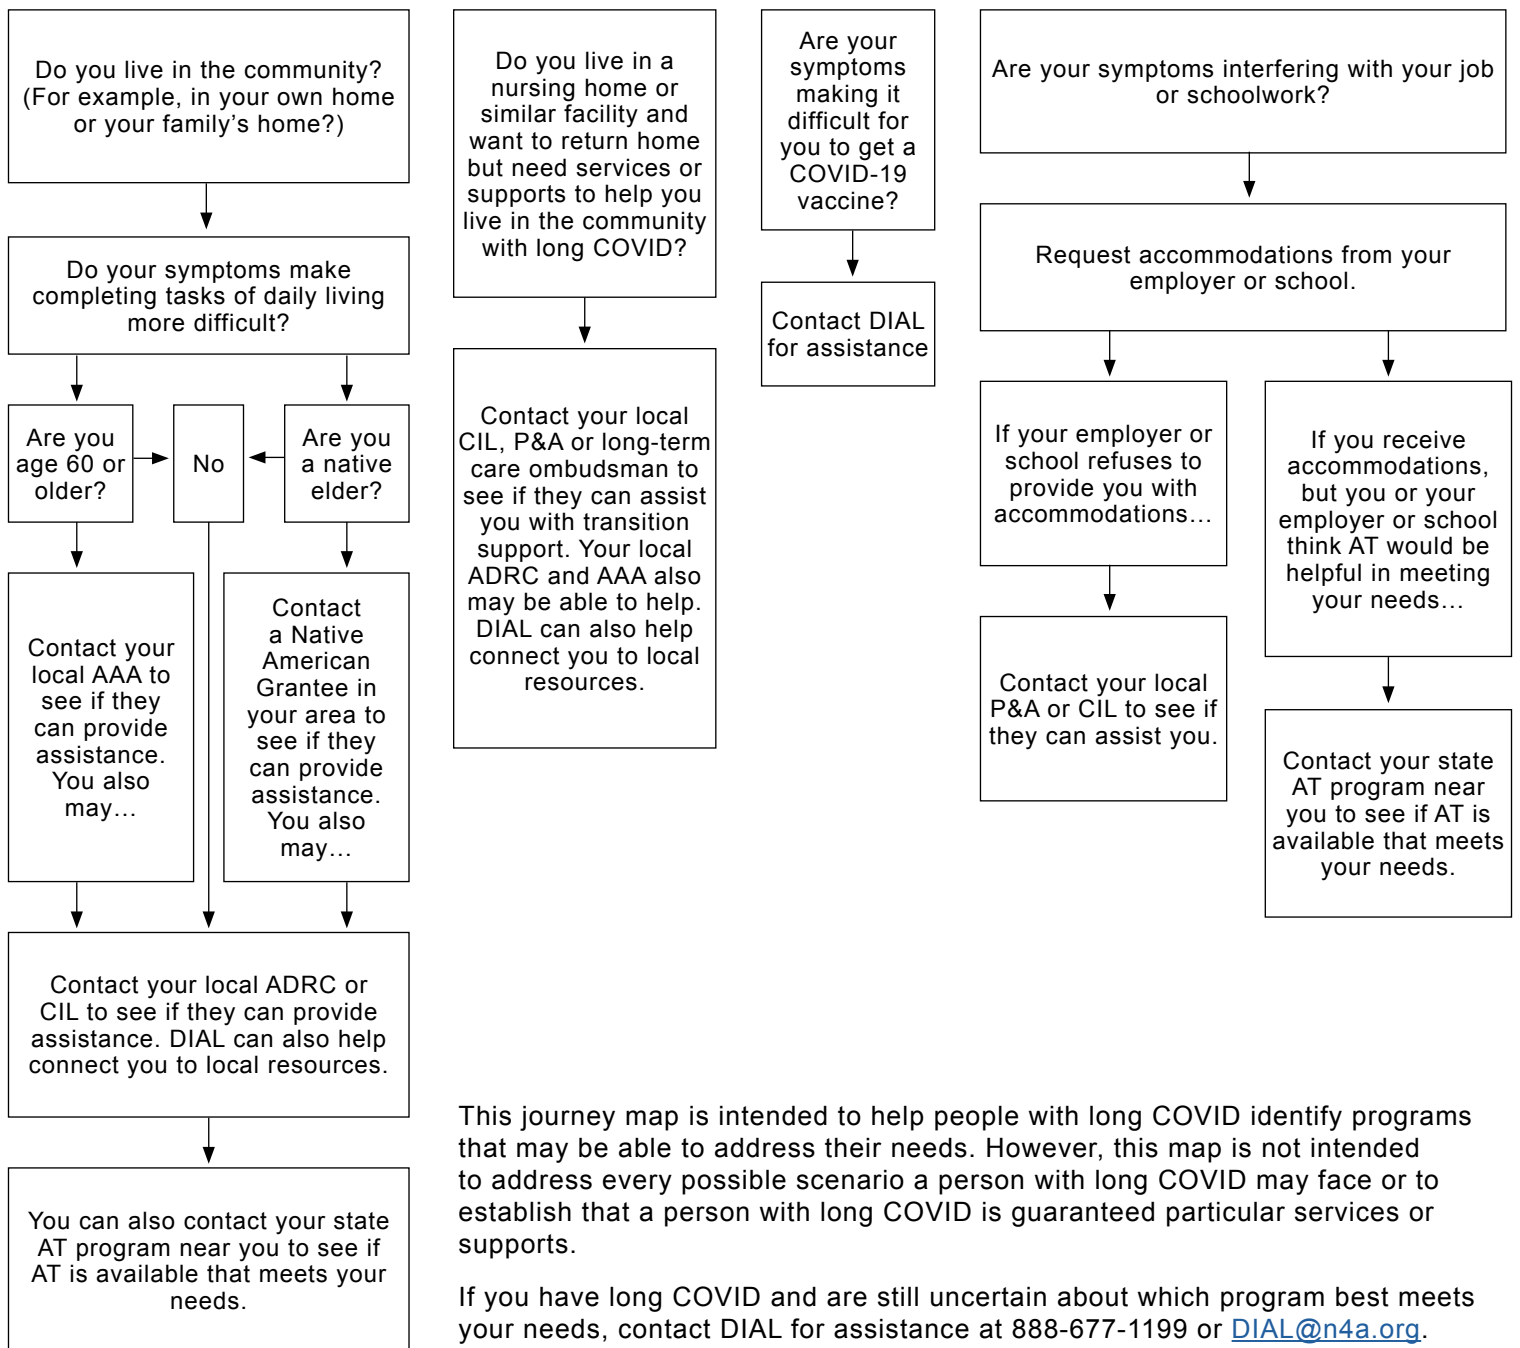 Do you live in the community?
(For example, in your own home
or your family's home?)
Do your symptoms make
completing tasks of daily living
more difficult?
Are you
age 60 or
older?
No
Are you
a native
elder?
Contact your
local AAA to
see if they
can provide
assistance.
You also
may…
Contact
a Native
American
Grantee in
your area to
see if they
can provide
assistance.
You also
may…
Contact your local ADRC or
CIL to see if they can provide
assistance. DIAL can also help
connect you to local resources.
You can also contact your state
AT program near you to see if
AT is available that meets your
needs.
Do you live in a
nursing home or
similar facility and
want to return home
but need services or
supports to help you
live in the community
with long COVID?
Contact your local
CIL, P&A or long-term
care ombudsman to
see if they can assist
you with transition
support. Your local
ADRC and AAA also
may be able to help.
DIAL can also help
connect you to local
resources.
Are your
symptoms
making it
difficult for
you to get a
COVID-19
vaccine?
Contact DIAL
for assistance
Are your symptoms interfering with your job
or schoolwork?
Request accommodations from your
employer or school.
If your employer or
school refuses to
provide you with
accommodations…
Contact your local
P&A or CIL to see if
they can assist you.
If you receive
accommodations,
but you or your
employer or school
think AT would be
helpful in meeting
your needs…
Contact your state
AT program near
you to see if AT is
available that meets
your needs.
This journey map is intended to help people with long COVID identify programs
that may be able to address their needs. However, this map is not intended
to address every possible scenario a person with long COVID may face or to
establish that a person with long COVID is guaranteed particular services or
supports.
If you have long COVID and are still uncertain about which program best meets
your needs, contact DIAL for assistance at 888-677-1199 or DIAL@n4a.org.